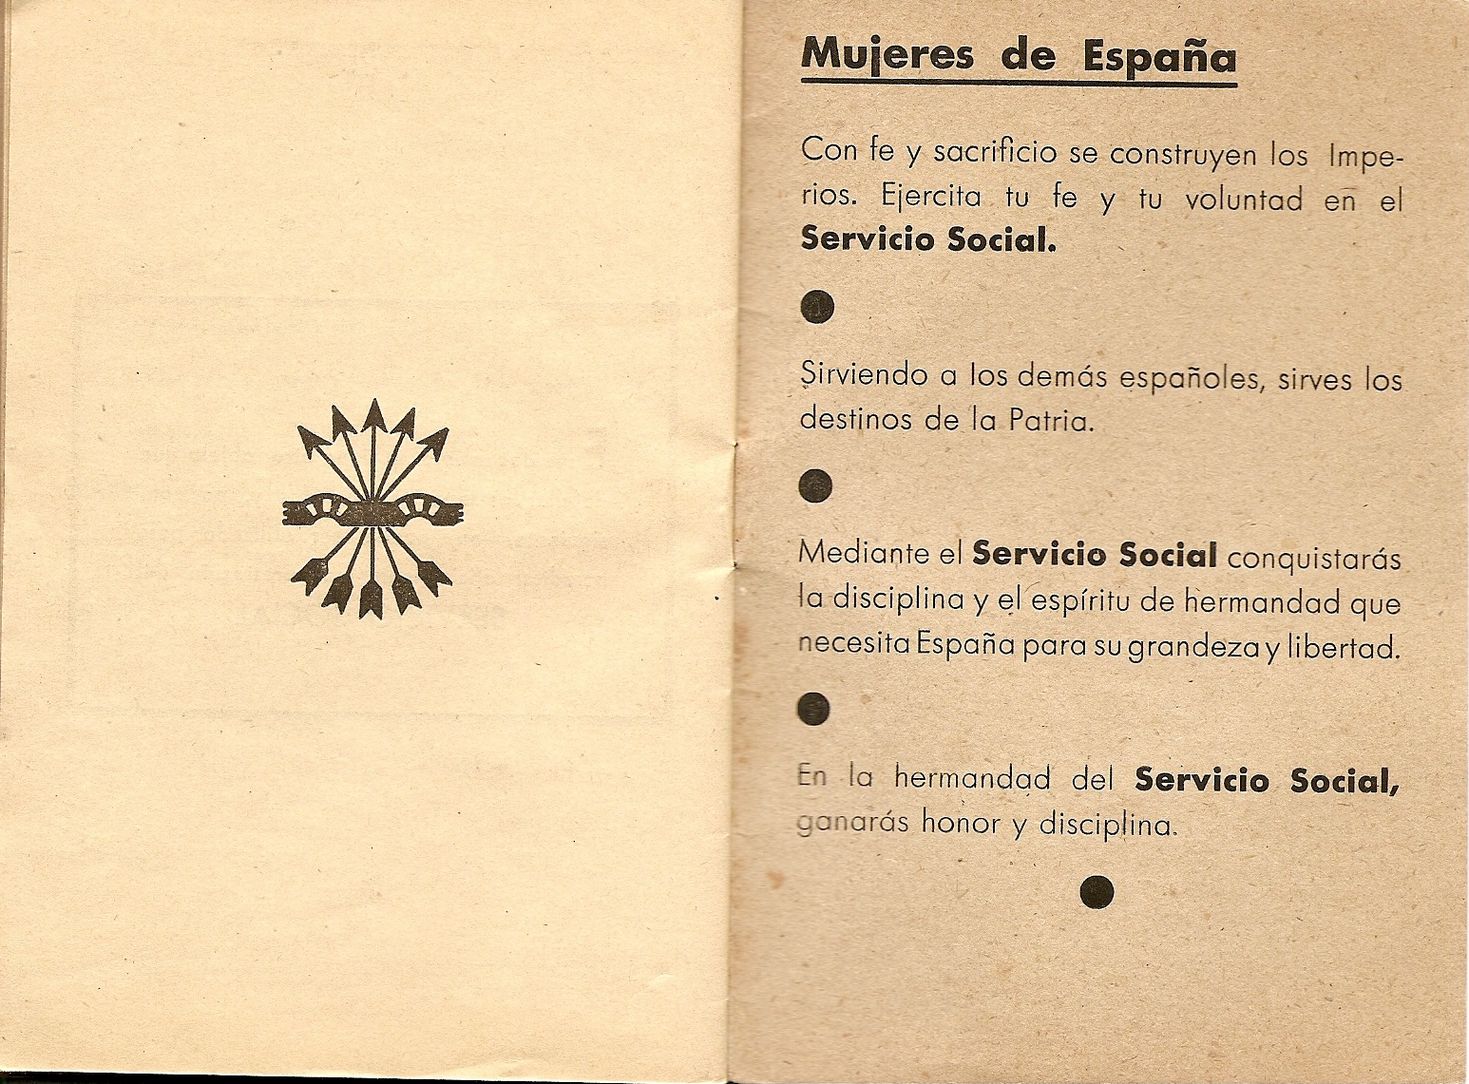 Mujeres de España
Con fe y sacrificio se construyen los Impe-
rios. Ejercita tu fe y tu voluntad en el
Servicio Social.
Sirviendo a los demás españoles, sirves los
destinos de la Patria.
Mediante el Servicio Social conquistarás
la disciplina y el espíritu de hermandad que
necesita España para su grandeza y libertad.
En la hermandad del Servicio Social,
ganarás honor y disciplina.